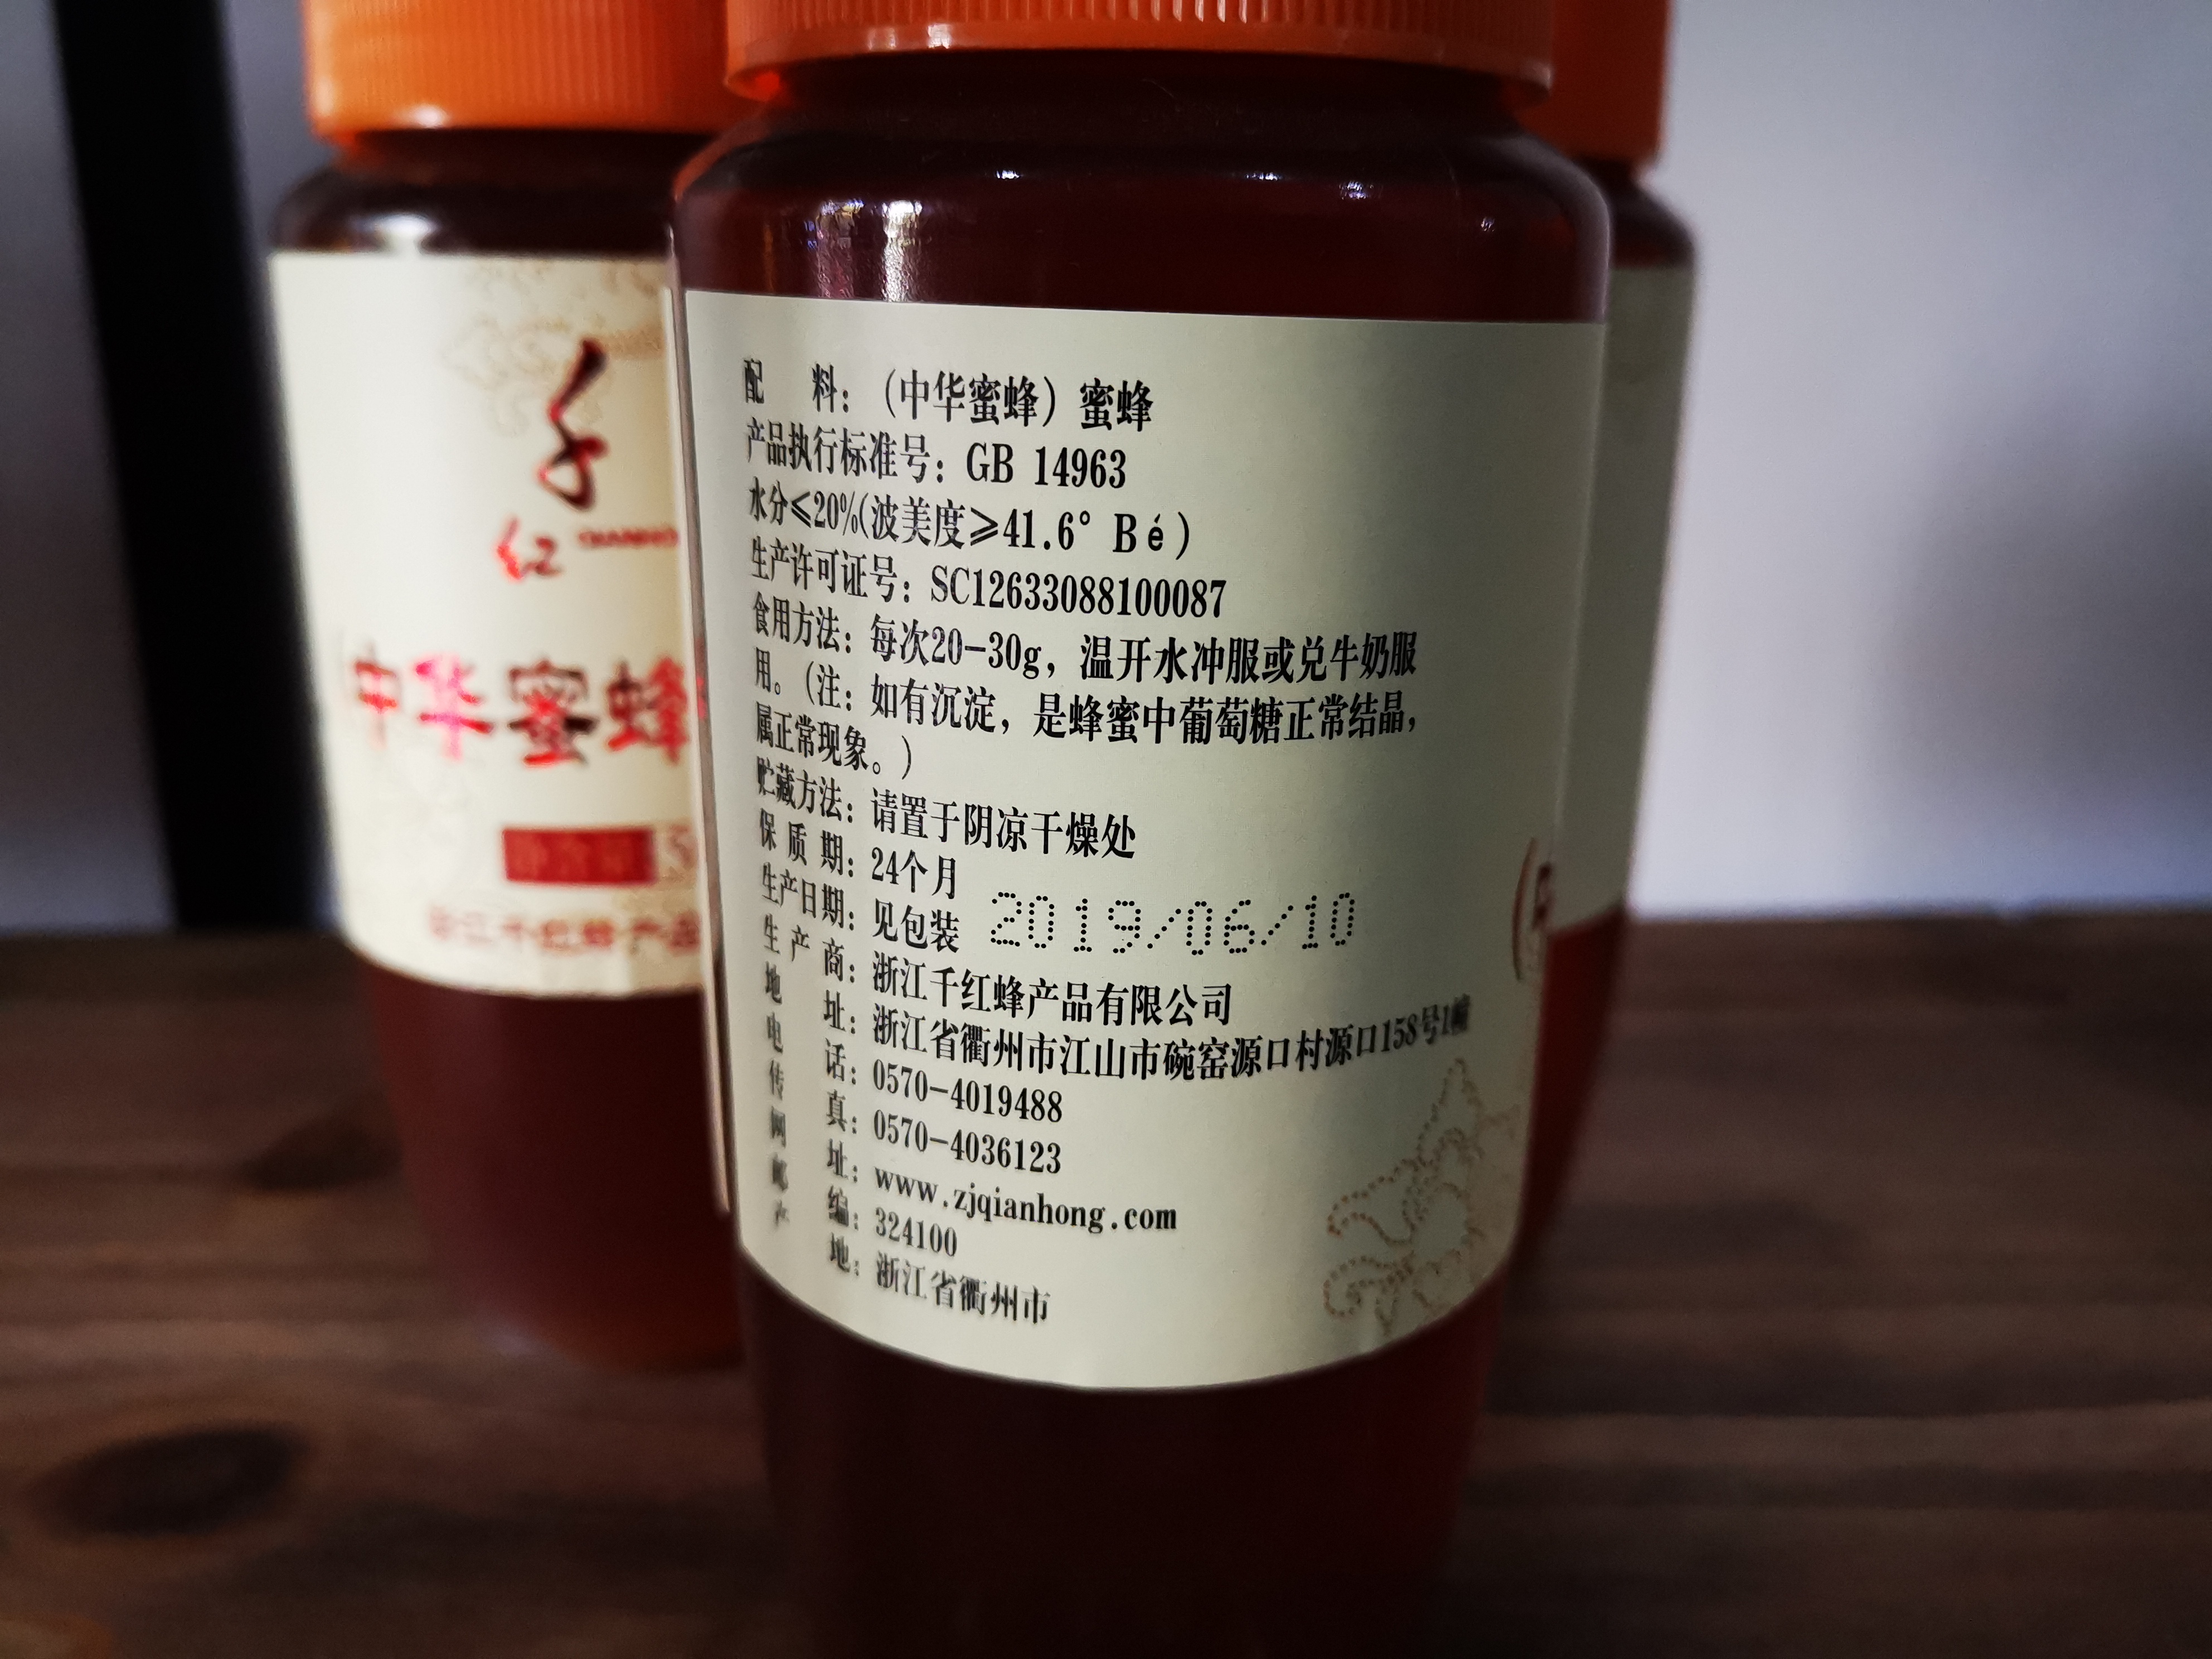 千
红
中华蜜蜂
配 料：（中华蜜蜂）蜜蜂
产品执行标准号：GB 14963
水分≤20%(波美度≥41.6° Bé)
生产许可证号：SC12633088100087
食用方法：每次20-30g，温开水冲服或兑牛奶服
用。（注：如有沉淀，是蜂蜜中葡萄糖正常结晶，
属正常现象。）
贮藏方法：请置于阴凉干燥处
保 质 期：24个月
生产日期：见包装 2019/06/10
生 产 商：浙江千红蜂产品有限公司
地 址：浙江省衢州市江山市碗窑源口村源口158号1幢
电 话：0570-4019488
传 真：0570-4036123
网 址：www.zjqianhong.com
邮 编：324100
产 地：浙江省衢州市